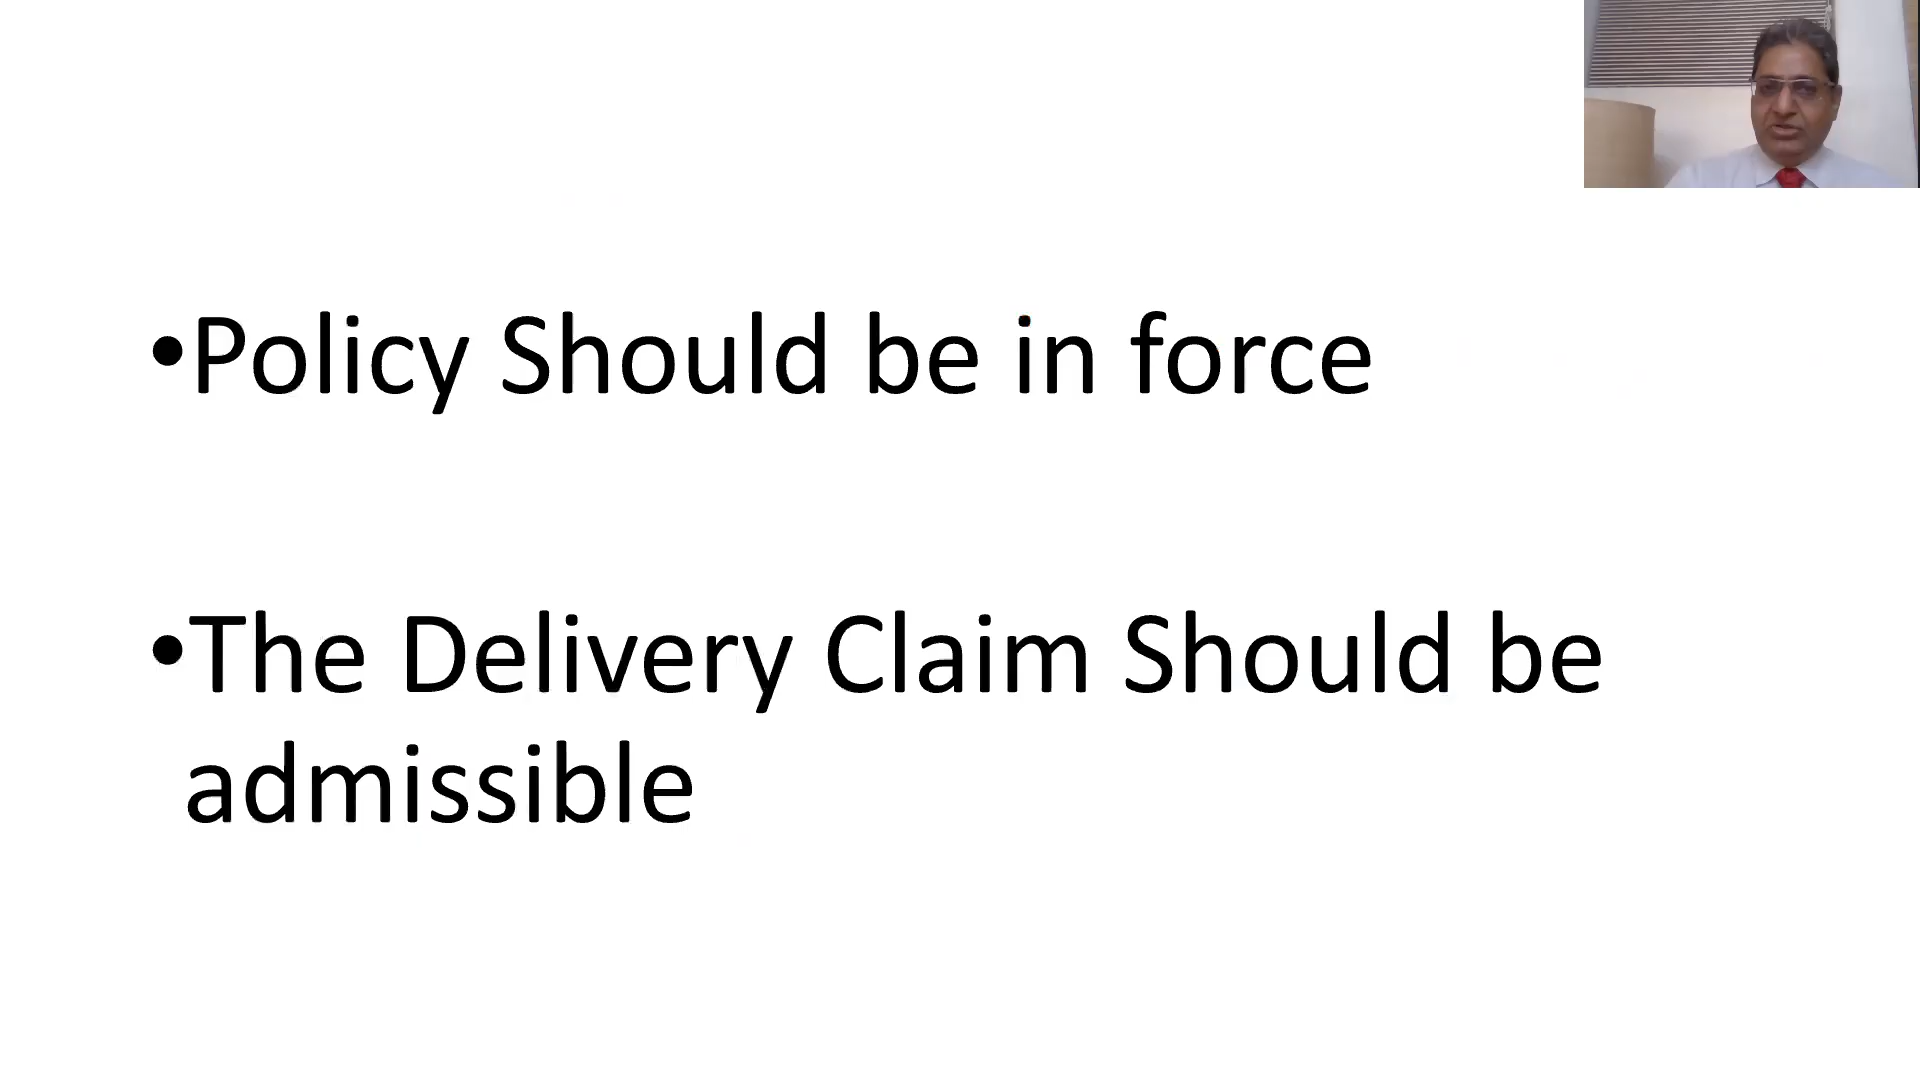 •Policy Should be in force
•The Delivery Claim Should be
admissible